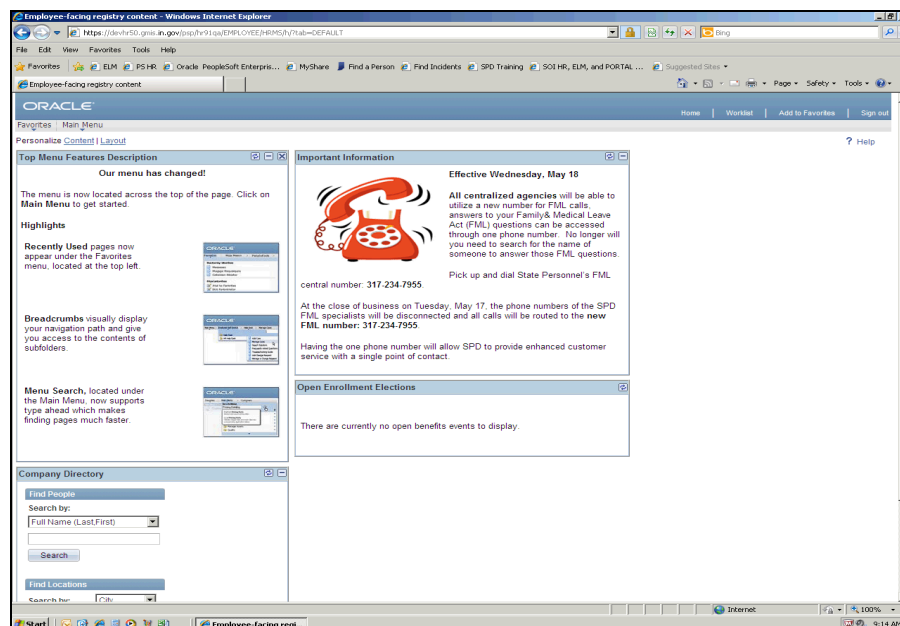 Employee-facing registry content - Windows Internet Explorer
https://devhr50.gmis.in.gov/psp/hr91qa/EMPLOYEE/HRMS/h/?tab=DEFAULT
Bing
File Edit View Favorites Tools Help
Favorites ELM PS HR Oracle PeopleSoft Enterpris... MyShare Find a Person Find Incidents SPD Training SOI HR, ELM, and PORTAL ... Suggested Sites
Employee-facing registry content
Page Safety Tools
ORACLE
Home | Worklist | Add to Favorites | Sign out
Favorites Main Menu
Personalize Content | Layout
? Help
Top Menu Features Description
Our menu has changed!
The menu is now located across the top of the page. Click on
Main Menu to get started.
Highlights
Recently Used pages now
appear under the Favorites
menu, located at the top left.
ORACLE
Breadcrumbs visually display
your navigation path and give
you access to the contents of
subfolders.
ORACLE
Menu Search, located under
the Main Menu, now supports
type ahead which makes
finding pages much faster.
ORACLE
Important Information
Effective Wednesday, May 18
All centralized agencies will be able to
utilize a new number for FML calls,
answers to your Family& Medical Leave
Act (FML) questions can be accessed
through one phone number. No longer will
you need to search for the name of
someone to answer those FML questions.
Pick up and dial State Personnel's FML
central number: 317-234-7955.
At the close of business on Tuesday, May 17, the phone numbers of the SPD
FML specialists will be disconnected and all calls will be routed to the new
FML number: 317-234-7955.
Having the one phone number will allow SPD to provide enhanced customer
service with a single point of contact.
Open Enrollment Elections
There are currently no open benefits events to display.
Company Directory
Find People
Search by:
Full Name (Last,First)
Search
Find Locations
Search by: City
Internet
100%
Start
Employee-facing regi...
9:14 AM